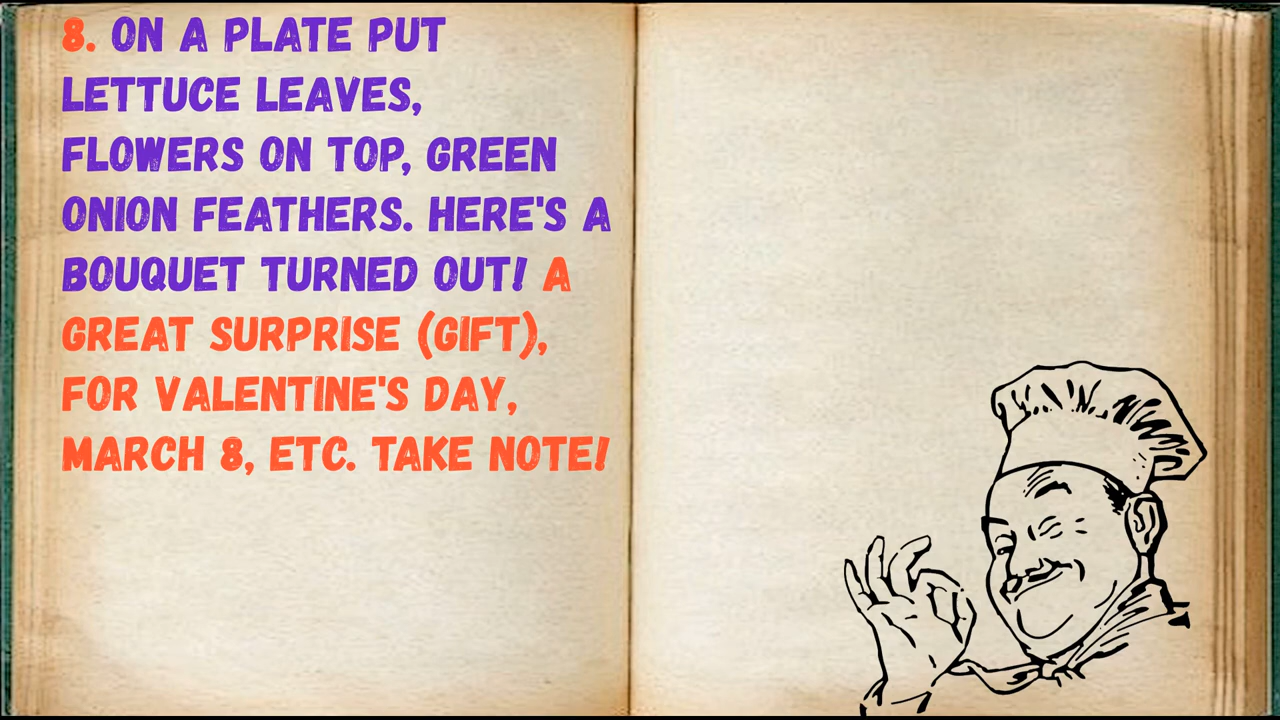 8. ON A PLATE PUT
LETTUCE LEAVES,
FLOWERS ON TOP, GREEN
ONION FEATHERS. HERE'S A
BOUQUET TURNED OUT! A
GREAT SURPRISE (GIFT),
FOR VALENTINE'S DAY,
MARCH 8, ETC. TAKE NOTE!